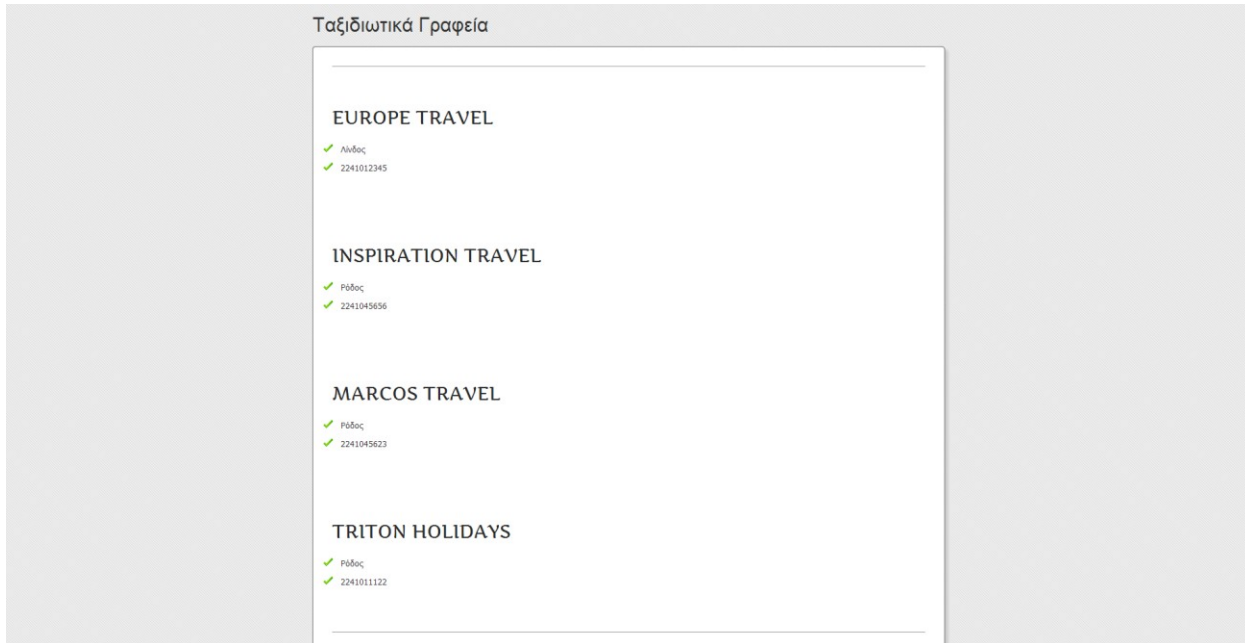 Ταξιδιωτικά Γραφεία
EUROPE TRAVEL
Λίνδος
2241012345
INSPIRATION TRAVEL
Ρόδος
2241045656
MARCOS TRAVEL
Ρόδος
2241045623
TRITON HOLIDAYS
Ρόδος
2241011122